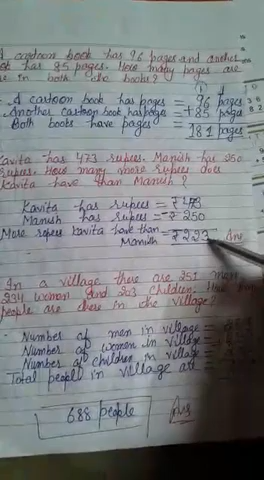 A cartoon book has 96 pages and another
book has 85 pages. How many pages are
there in both the books?
A cartoon book has pages = 96 pages
Another cartoon book has pages = +85 pages
Both books have pages = 181 pages
Kavita has 473 rupees. Manish has 250
rupees. How many more rupees does
Kavita have than Manish?
Kavita has rupees = ₹473
Manish has rupees = -₹250
More rupees Kavita have than = ₹223 Ans
Manish
In a village there are 251 men,
234 women and 203 children. How many
people are there in the village?
Number of men in village =
Number of women in village =
Number of children in village =
Total people in village are =
688 people Ans